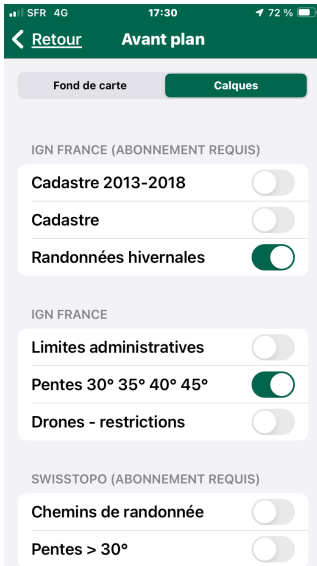 SFR 4G 17:30 72 %
Retour Avant plan
Fond de carte Calques
IGN FRANCE (ABONNEMENT REQUIS)
Cadastre 2013-2018
Cadastre
Randonnées hivernales
IGN FRANCE
Limites administratives
Pentes 30° 35° 40° 45°
Drones - restrictions
SWISSTOPO (ABONNEMENT REQUIS)
Chemins de randonnée
Pentes > 30°